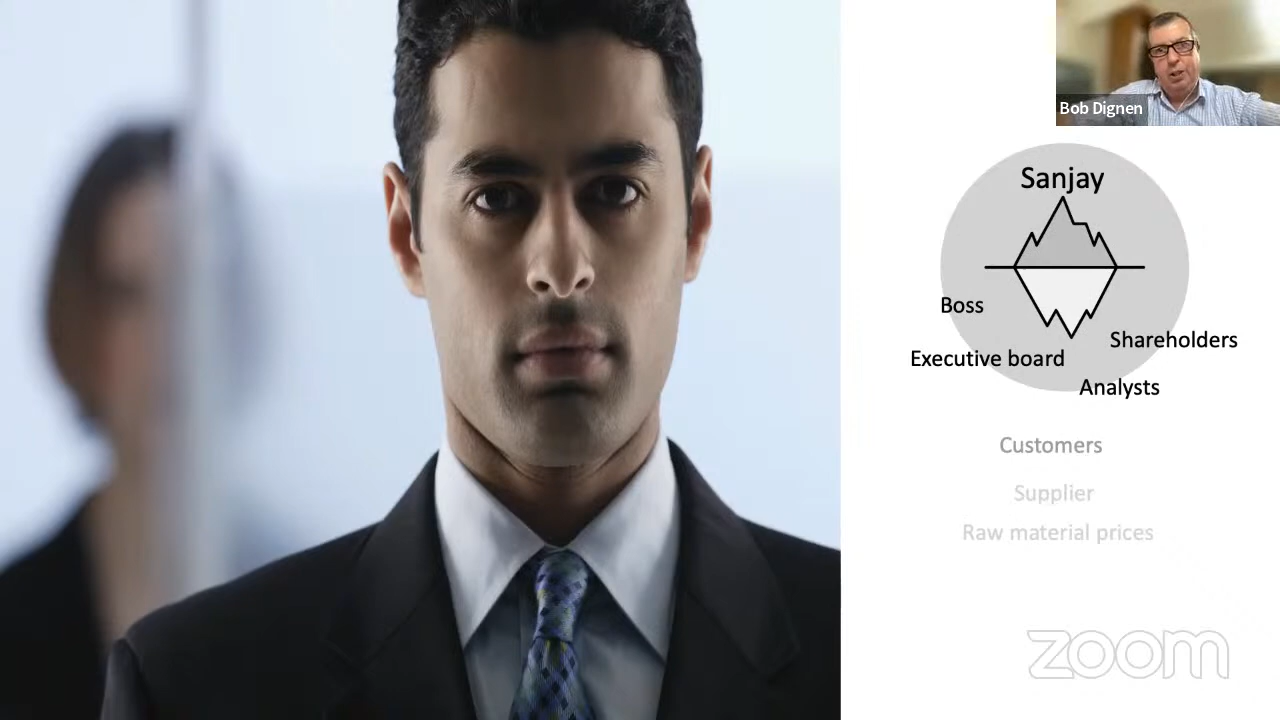 Bob Dignen
Sanjay
Boss
Shareholders
Executive board
Analysts
Customers
Supplier
Raw material prices
zoom